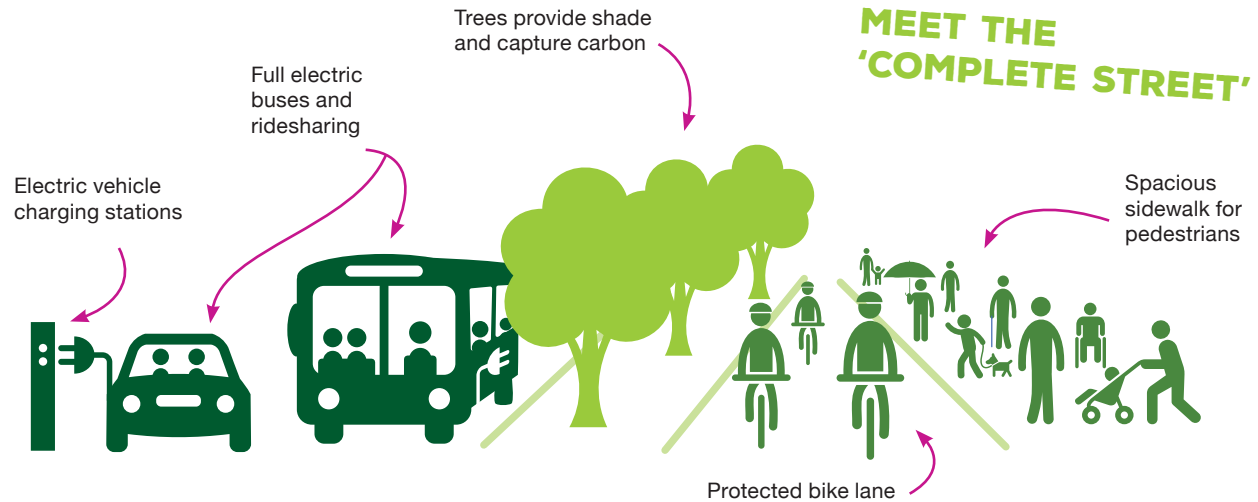 MEET THE
‘COMPLETE STREET’
Trees provide shade
and capture carbon
Full electric
buses and
ridesharing
Electric vehicle
charging stations
Spacious
sidewalk for
pedestrians
Protected bike lane